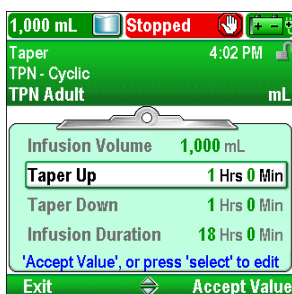 1,000 mL Stopped
Taper 4:02 PM
TPN - Cyclic
TPN Adult mL
Infusion Volume 1,000 mL
Taper Up 1 Hrs 0 Min
Taper Down 1 Hrs 0 Min
Infusion Duration 18 Hrs 0 Min
'Accept Value', or press 'select' to edit
Exit Accept Value